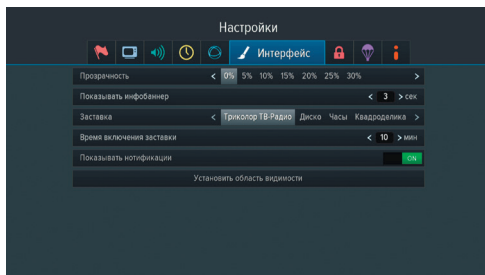 Настройки
Интерфейс
Прозрачность < 0% 5% 10% 15% 20% 25% 30% >
Показывать инфобаннер < 3 > сек
Заставка < Триколор ТВ-Радио Диско Часы Квадроделика >
Время включения заставки < 10 > мин
Показывать нотификации ON
Установить область видимости